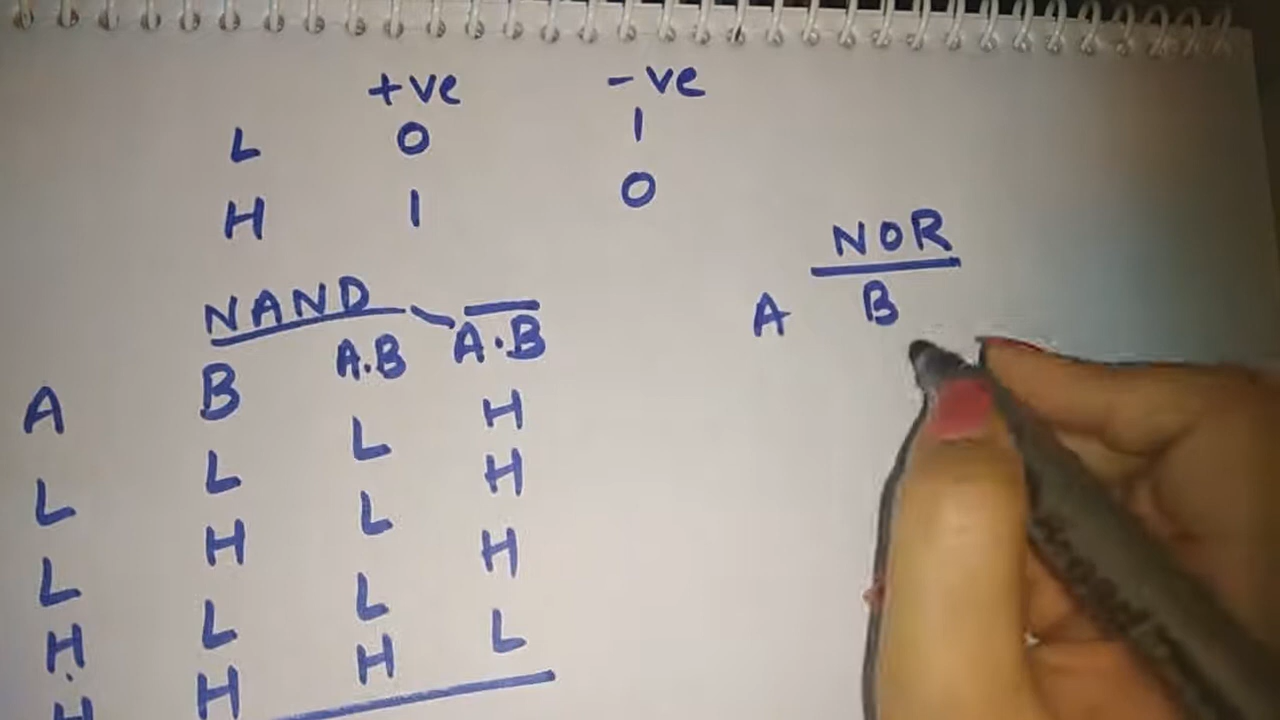 +ve -ve
L 0 1
H 1 0
NAND
A B A.B A.B
L L L H
L H L H
H L L H
H H H L
NOR
A B